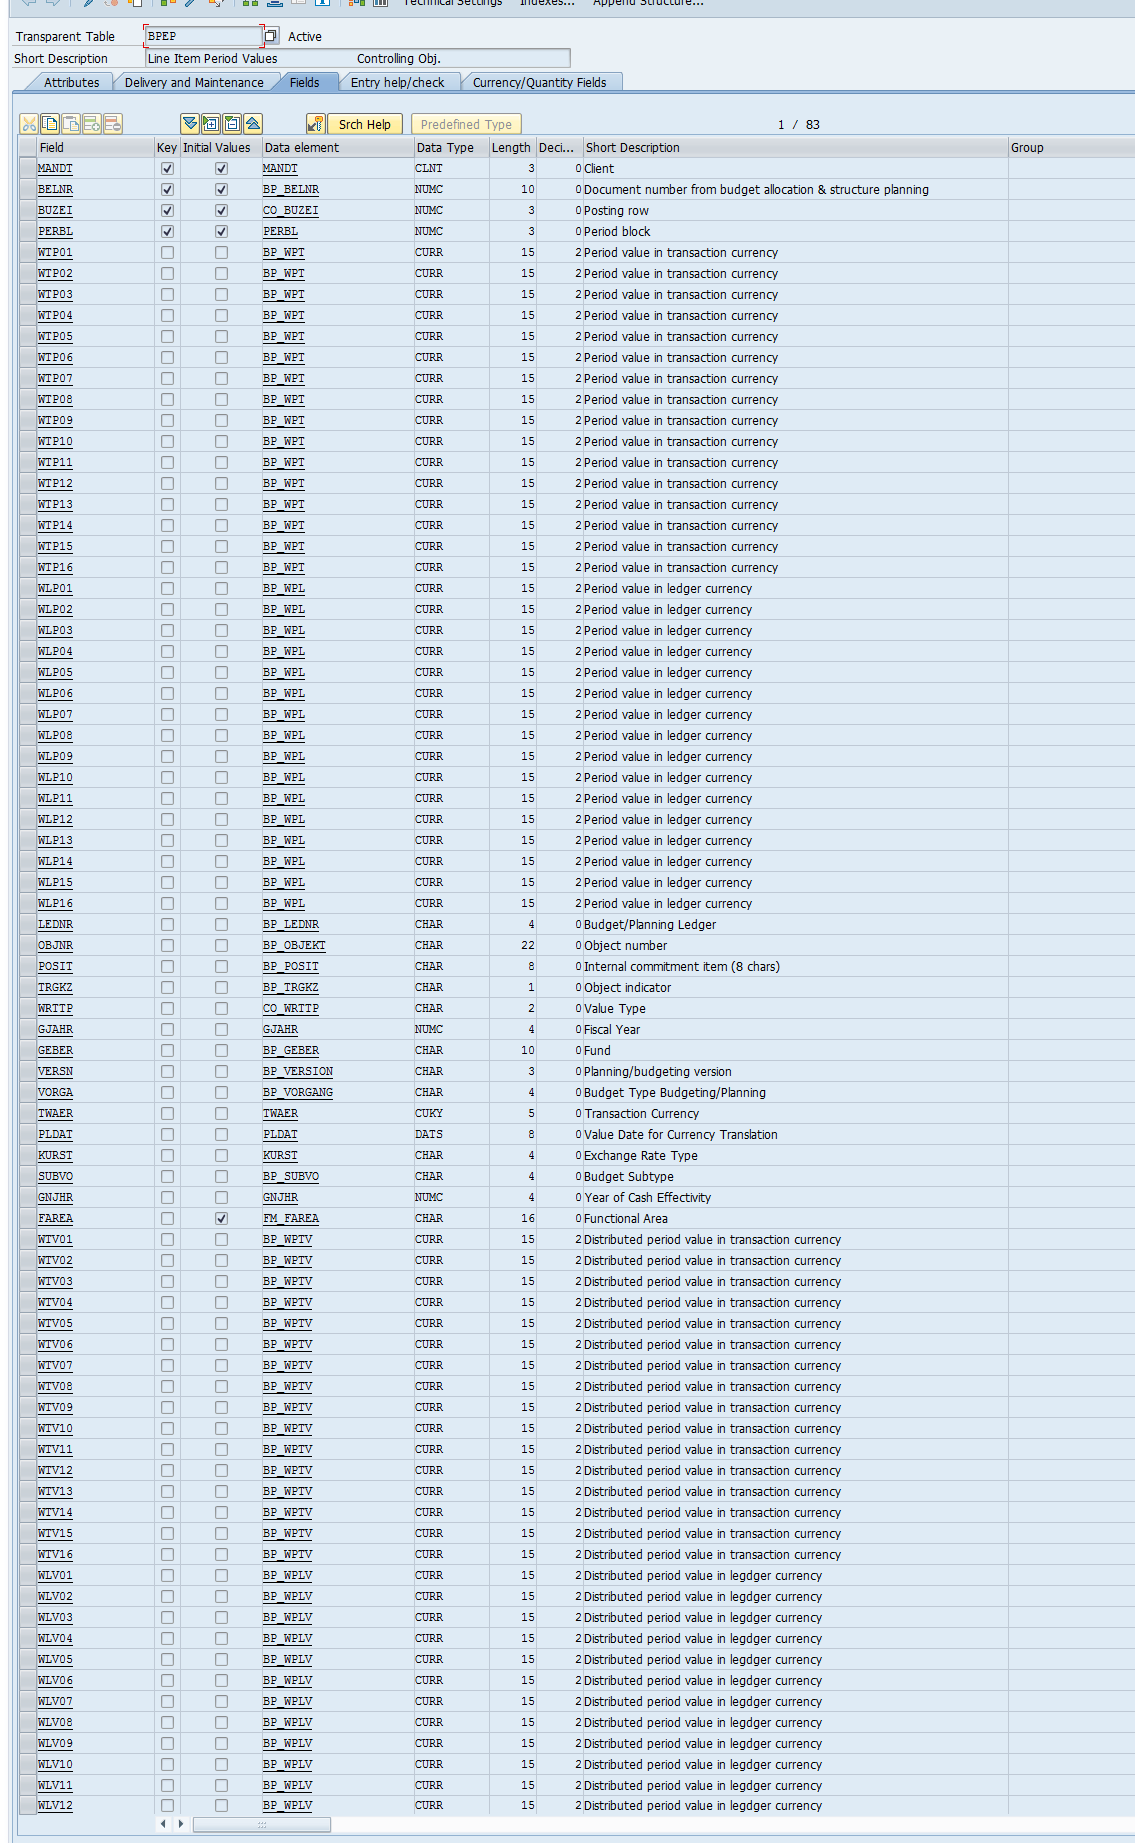 Technical Settings Indexes... Append Structure...
Transparent Table BPEP Active
Short Description Line Item Period Values Controlling Obj.
Attributes Delivery and Maintenance Fields Entry help/check Currency/Quantity Fields
Srch Help Predefined Type 1 / 83
Field Key Initial Values Data element Data Type Length Deci... Short Description Group
MANDT MANDT CLNT 3 0 Client
BELNR BP_BELNR NUMC 10 0 Document number from budget allocation & structure planning
BUZEI CO_BUZEI NUMC 3 0 Posting row
PERBL PERBL NUMC 3 0 Period block
WTP01 BP_WPT CURR 15 2 Period value in transaction currency
WTP02 BP_WPT CURR 15 2 Period value in transaction currency
WTP03 BP_WPT CURR 15 2 Period value in transaction currency
WTP04 BP_WPT CURR 15 2 Period value in transaction currency
WTP05 BP_WPT CURR 15 2 Period value in transaction currency
WTP06 BP_WPT CURR 15 2 Period value in transaction currency
WTP07 BP_WPT CURR 15 2 Period value in transaction currency
WTP08 BP_WPT CURR 15 2 Period value in transaction currency
WTP09 BP_WPT CURR 15 2 Period value in transaction currency
WTP10 BP_WPT CURR 15 2 Period value in transaction currency
WTP11 BP_WPT CURR 15 2 Period value in transaction currency
WTP12 BP_WPT CURR 15 2 Period value in transaction currency
WTP13 BP_WPT CURR 15 2 Period value in transaction currency
WTP14 BP_WPT CURR 15 2 Period value in transaction currency
WTP15 BP_WPT CURR 15 2 Period value in transaction currency
WTP16 BP_WPT CURR 15 2 Period value in transaction currency
WLP01 BP_WPL CURR 15 2 Period value in ledger currency
WLP02 BP_WPL CURR 15 2 Period value in ledger currency
WLP03 BP_WPL CURR 15 2 Period value in ledger currency
WLP04 BP_WPL CURR 15 2 Period value in ledger currency
WLP05 BP_WPL CURR 15 2 Period value in ledger currency
WLP06 BP_WPL CURR 15 2 Period value in ledger currency
WLP07 BP_WPL CURR 15 2 Period value in ledger currency
WLP08 BP_WPL CURR 15 2 Period value in ledger currency
WLP09 BP_WPL CURR 15 2 Period value in ledger currency
WLP10 BP_WPL CURR 15 2 Period value in ledger currency
WLP11 BP_WPL CURR 15 2 Period value in ledger currency
WLP12 BP_WPL CURR 15 2 Period value in ledger currency
WLP13 BP_WPL CURR 15 2 Period value in ledger currency
WLP14 BP_WPL CURR 15 2 Period value in ledger currency
WLP15 BP_WPL CURR 15 2 Period value in ledger currency
WLP16 BP_WPL CURR 15 2 Period value in ledger currency
LEDNR BP_LEDNR CHAR 4 0 Budget/Planning Ledger
OBJNR BP_OBJEKT CHAR 22 0 Object number
POSIT BP_POSIT CHAR 8 0 Internal commitment item (8 chars)
TRGKZ BP_TRGKZ CHAR 1 0 Object indicator
WRTTP CO_WRTTP CHAR 2 0 Value Type
GJAHR GJAHR NUMC 4 0 Fiscal Year
GEBER BP_GEBER CHAR 10 0 Fund
VERSN BP_VERSION CHAR 3 0 Planning/budgeting version
VORGA BP_VORGANG CHAR 4 0 Budget Type Budgeting/Planning
TWAER TWAER CUKY 5 0 Transaction Currency
PLDAT PLDAT DATS 8 0 Value Date for Currency Translation
KURST KURST CHAR 4 0 Exchange Rate Type
SUBVO BP_SUBVO CHAR 4 0 Budget Subtype
GNJHR GNJHR NUMC 4 0 Year of Cash Effectivity
FAREA FM_FAREA CHAR 16 0 Functional Area
WTV01 BP_WPTV CURR 15 2 Distributed period value in transaction currency
WTV02 BP_WPTV CURR 15 2 Distributed period value in transaction currency
WTV03 BP_WPTV CURR 15 2 Distributed period value in transaction currency
WTV04 BP_WPTV CURR 15 2 Distributed period value in transaction currency
WTV05 BP_WPTV CURR 15 2 Distributed period value in transaction currency
WTV06 BP_WPTV CURR 15 2 Distributed period value in transaction currency
WTV07 BP_WPTV CURR 15 2 Distributed period value in transaction currency
WTV08 BP_WPTV CURR 15 2 Distributed period value in transaction currency
WTV09 BP_WPTV CURR 15 2 Distributed period value in transaction currency
WTV10 BP_WPTV CURR 15 2 Distributed period value in transaction currency
WTV11 BP_WPTV CURR 15 2 Distributed period value in transaction currency
WTV12 BP_WPTV CURR 15 2 Distributed period value in transaction currency
WTV13 BP_WPTV CURR 15 2 Distributed period value in transaction currency
WTV14 BP_WPTV CURR 15 2 Distributed period value in transaction currency
WTV15 BP_WPTV CURR 15 2 Distributed period value in transaction currency
WTV16 BP_WPTV CURR 15 2 Distributed period value in transaction currency
WLV01 BP_WPLV CURR 15 2 Distributed period value in legdger currency
WLV02 BP_WPLV CURR 15 2 Distributed period value in legdger currency
WLV03 BP_WPLV CURR 15 2 Distributed period value in legdger currency
WLV04 BP_WPLV CURR 15 2 Distributed period value in legdger currency
WLV05 BP_WPLV CURR 15 2 Distributed period value in legdger currency
WLV06 BP_WPLV CURR 15 2 Distributed period value in legdger currency
WLV07 BP_WPLV CURR 15 2 Distributed period value in legdger currency
WLV08 BP_WPLV CURR 15 2 Distributed period value in legdger currency
WLV09 BP_WPLV CURR 15 2 Distributed period value in legdger currency
WLV10 BP_WPLV CURR 15 2 Distributed period value in legdger currency
WLV11 BP_WPLV CURR 15 2 Distributed period value in legdger currency
WLV12 BP_WPLV CURR 15 2 Distributed period value in legdger currency